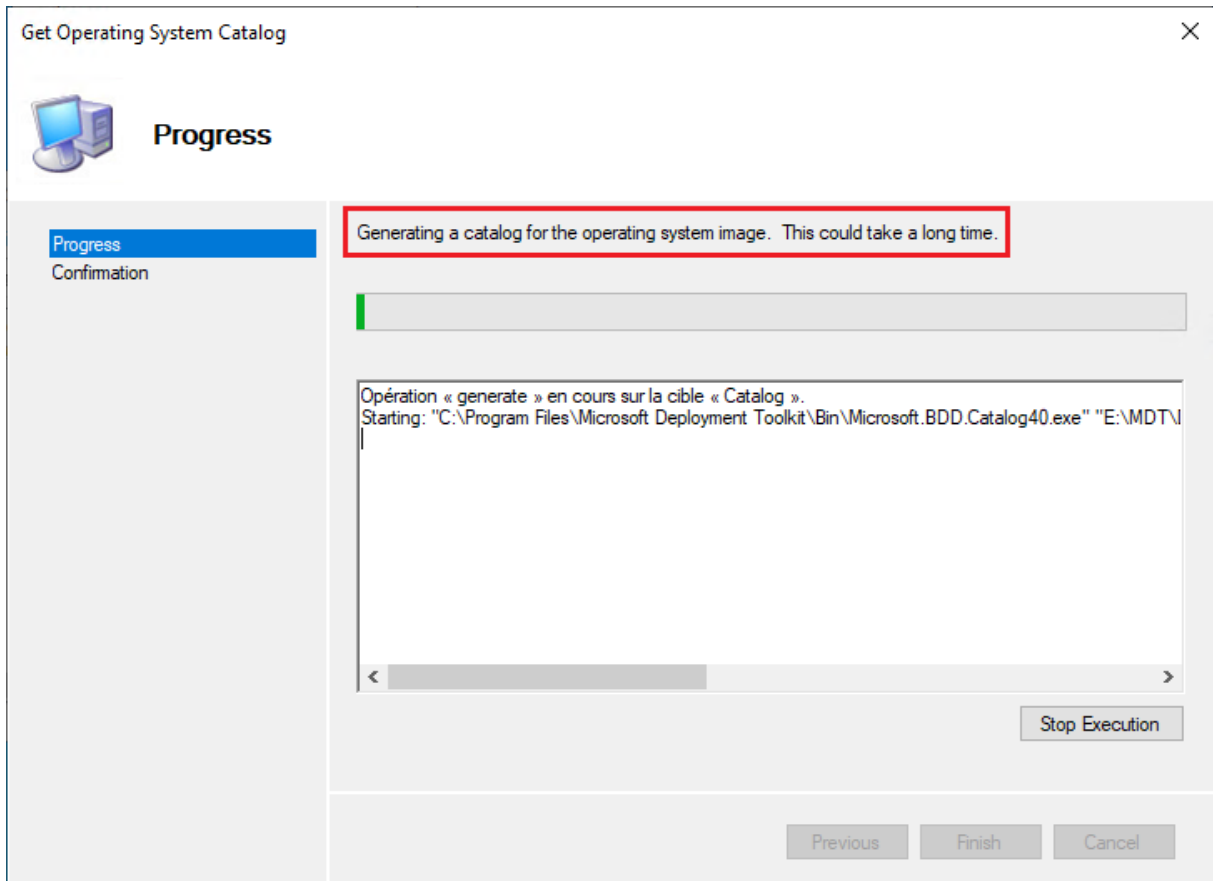 Get Operating System Catalog
Progress
Progress
Confirmation
Generating a catalog for the operating system image.  This could take a long time.
Opération « generate » en cours sur la cible « Catalog ».
Starting: "C:\Program Files\Microsoft Deployment Toolkit\Bin\Microsoft.BDD.Catalog40.exe" "E:\MDT\
Stop Execution
Previous
Finish
Cancel